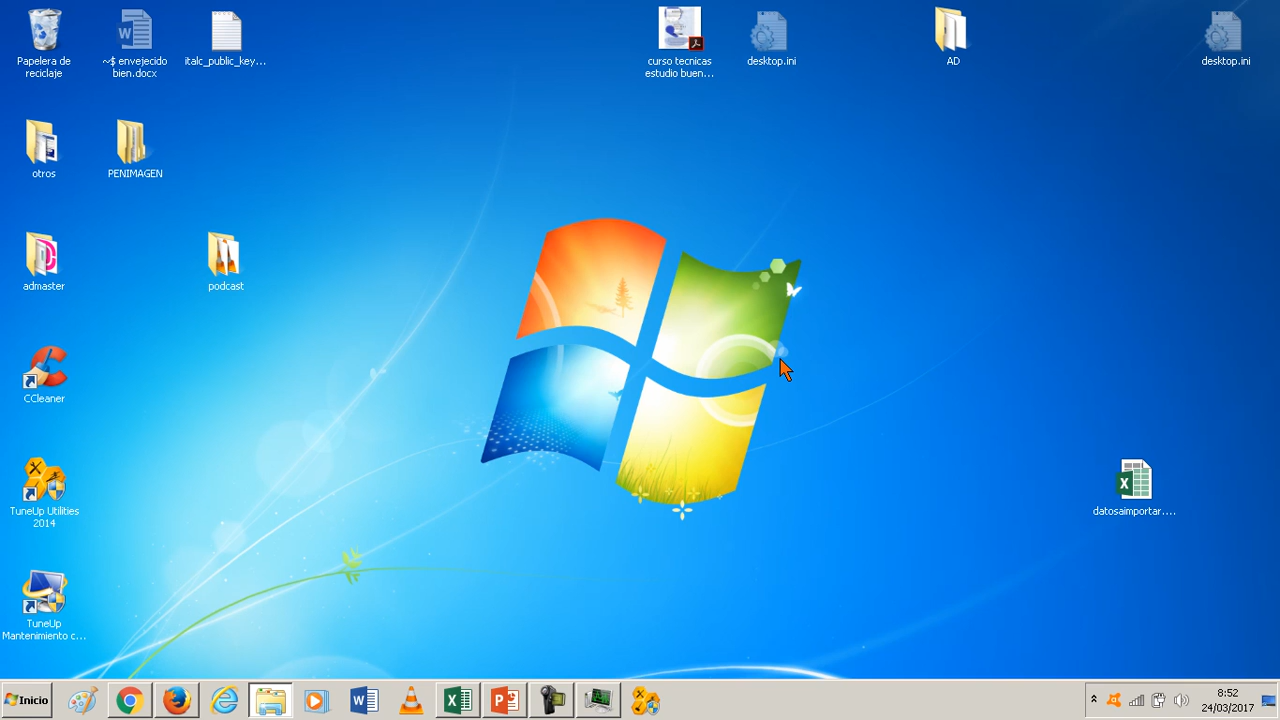 Papelera de
reciclaje
~$ envejecido
bien.docx
italc_public_key...
curso tecnicas
estudio buen...
desktop.ini
AD
desktop.ini
otros
PENIMAGEN
admaster
podcast
CCleaner
TuneUp Utilities
2014
datosaimportar....
TuneUp
Mantenimiento c...
Inicio
8:52
24/03/2017